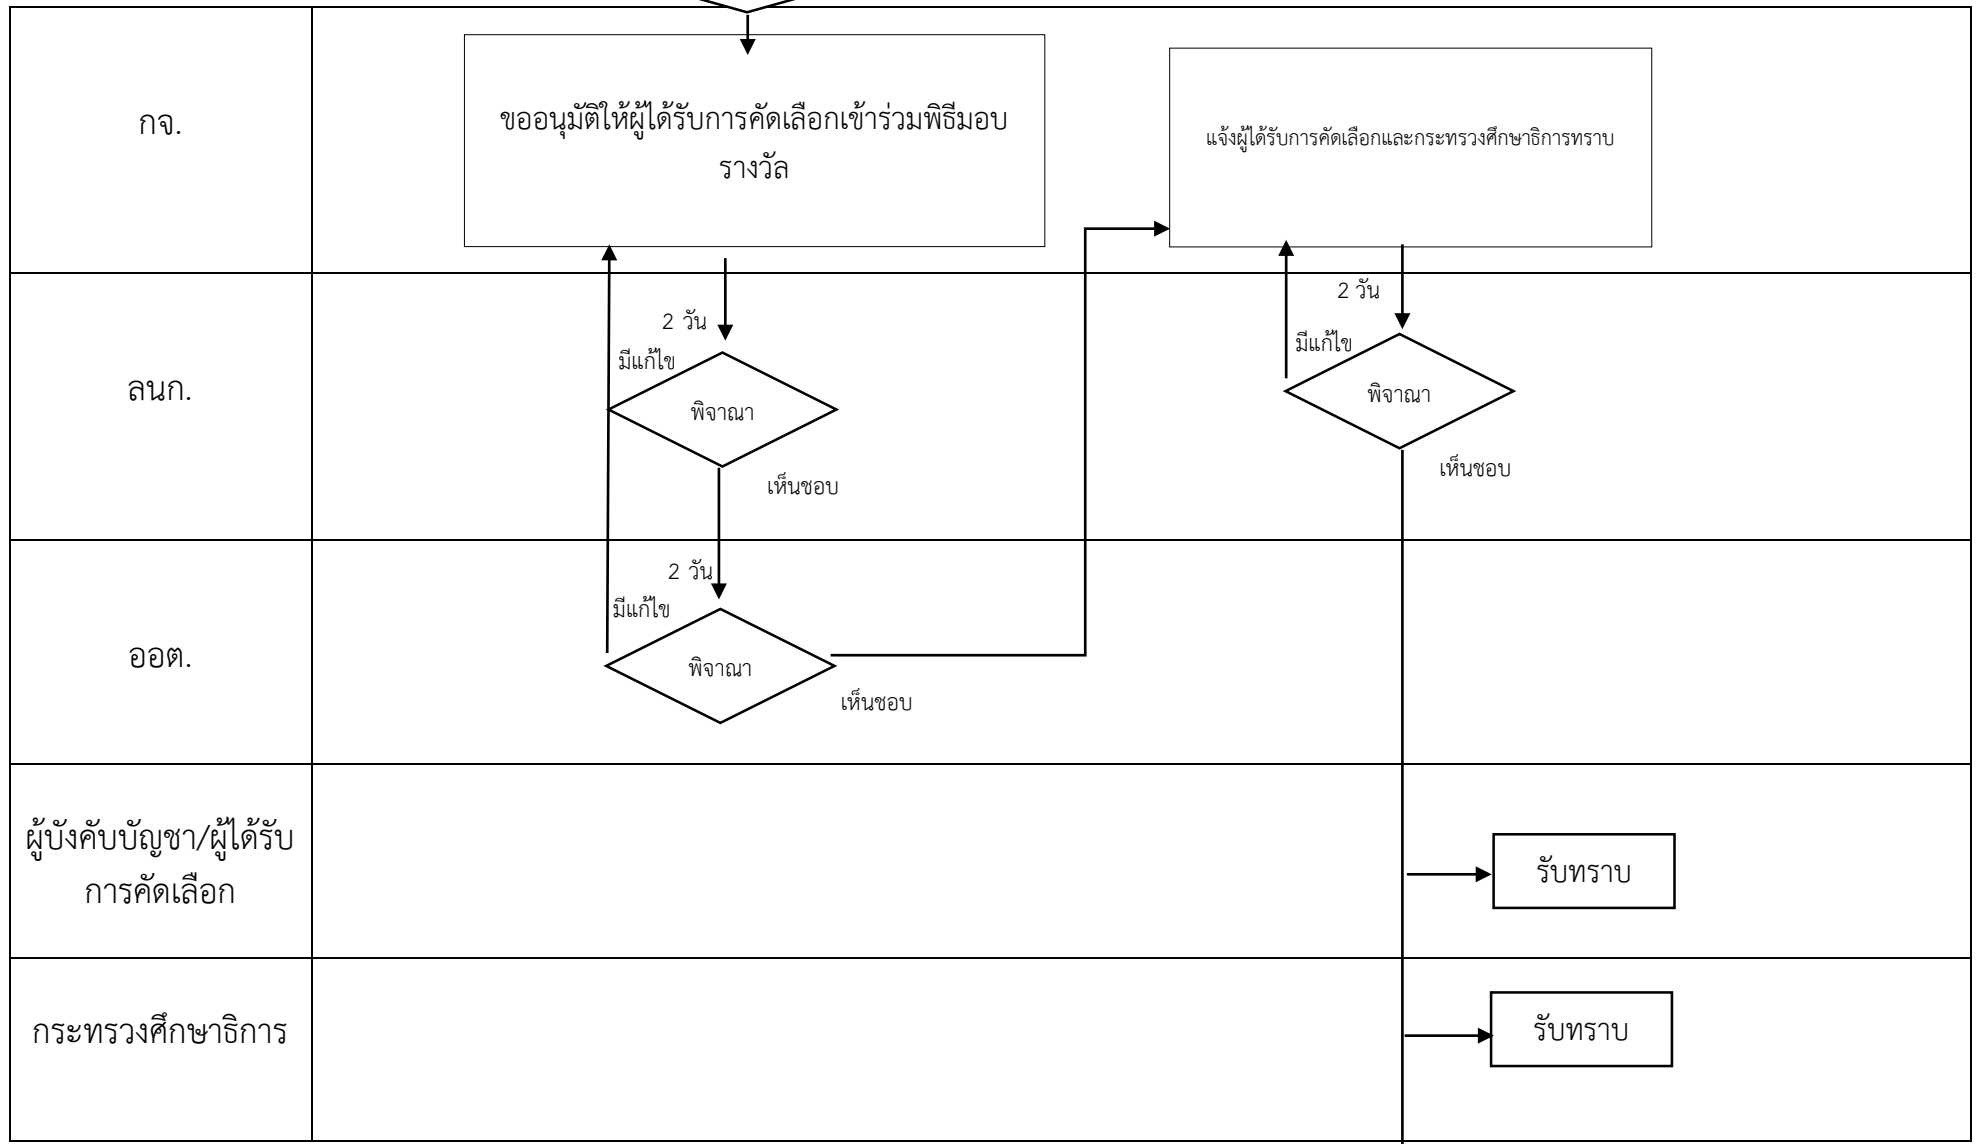 กจ.
ขออนุมัติให้ผู้ได้รับการคัดเลือกเข้าร่วมพิธีมอบ
รางวัล
แจ้งผู้ได้รับการคัดเลือกและกระทรวงศึกษาธิการทราบ
ลนก.
2 วัน
มีแก้ไข
พิจาณา
เห็นชอบ
2 วัน
มีแก้ไข
พิจาณา
เห็นชอบ
ออต.
2 วัน
มีแก้ไข
พิจาณา
เห็นชอบ
ผู้บังคับบัญชา/ผู้ได้รับ
การคัดเลือก
รับทราบ
กระทรวงศึกษาธิการ
รับทราบ